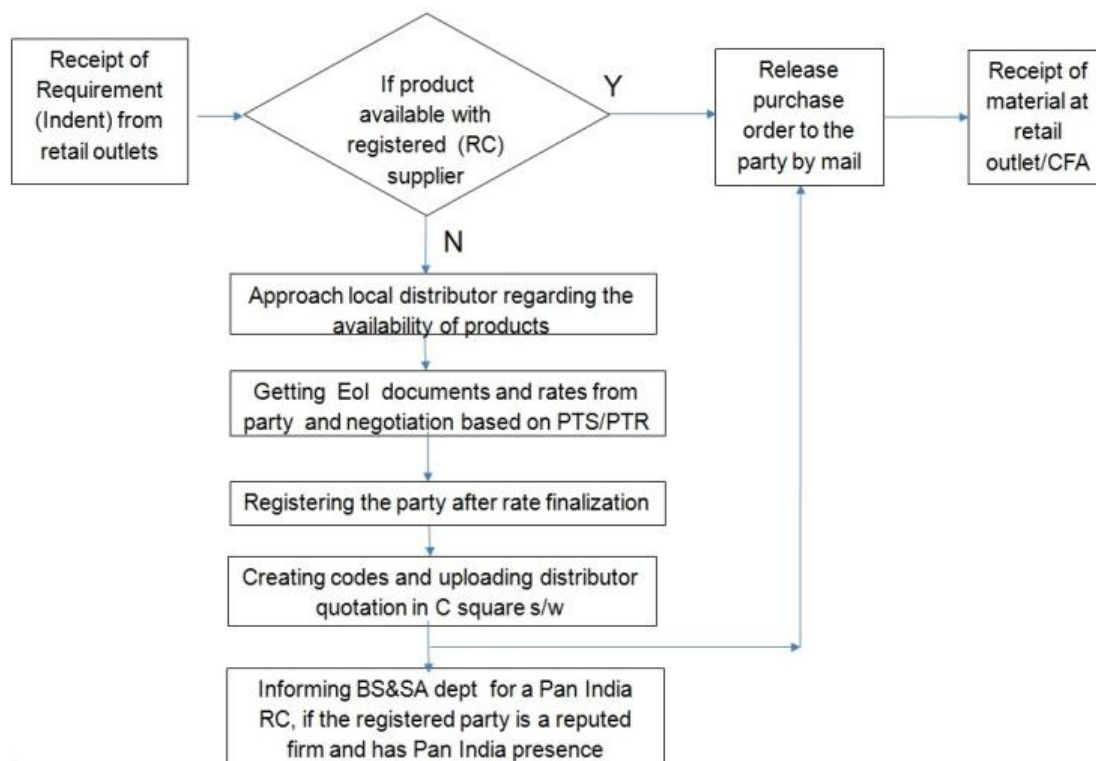 Receipt of
Requirement
(Indent) from
retail outlets
If product
available with
registered (RC)
supplier
Y
Release
purchase
order to the
party by mail
Receipt of
material at
retail
outlet/CFA
N
Approach local distributor regarding the
availability of products
Getting EoI documents and rates from
party and negotiation based on PTS/PTR
Registering the party after rate finalization
Creating codes and uploading distributor
quotation in C square s/w
Informing BS&SA dept for a Pan India
RC, if the registered party is a reputed
firm and has Pan India presence